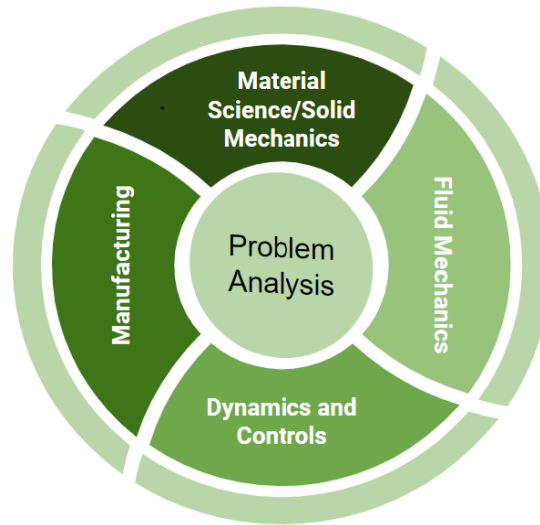 Material
Science/Solid
Mechanics
Fluid Mechanics
Manufacturing
Problem
Analysis
Dynamics and
Controls